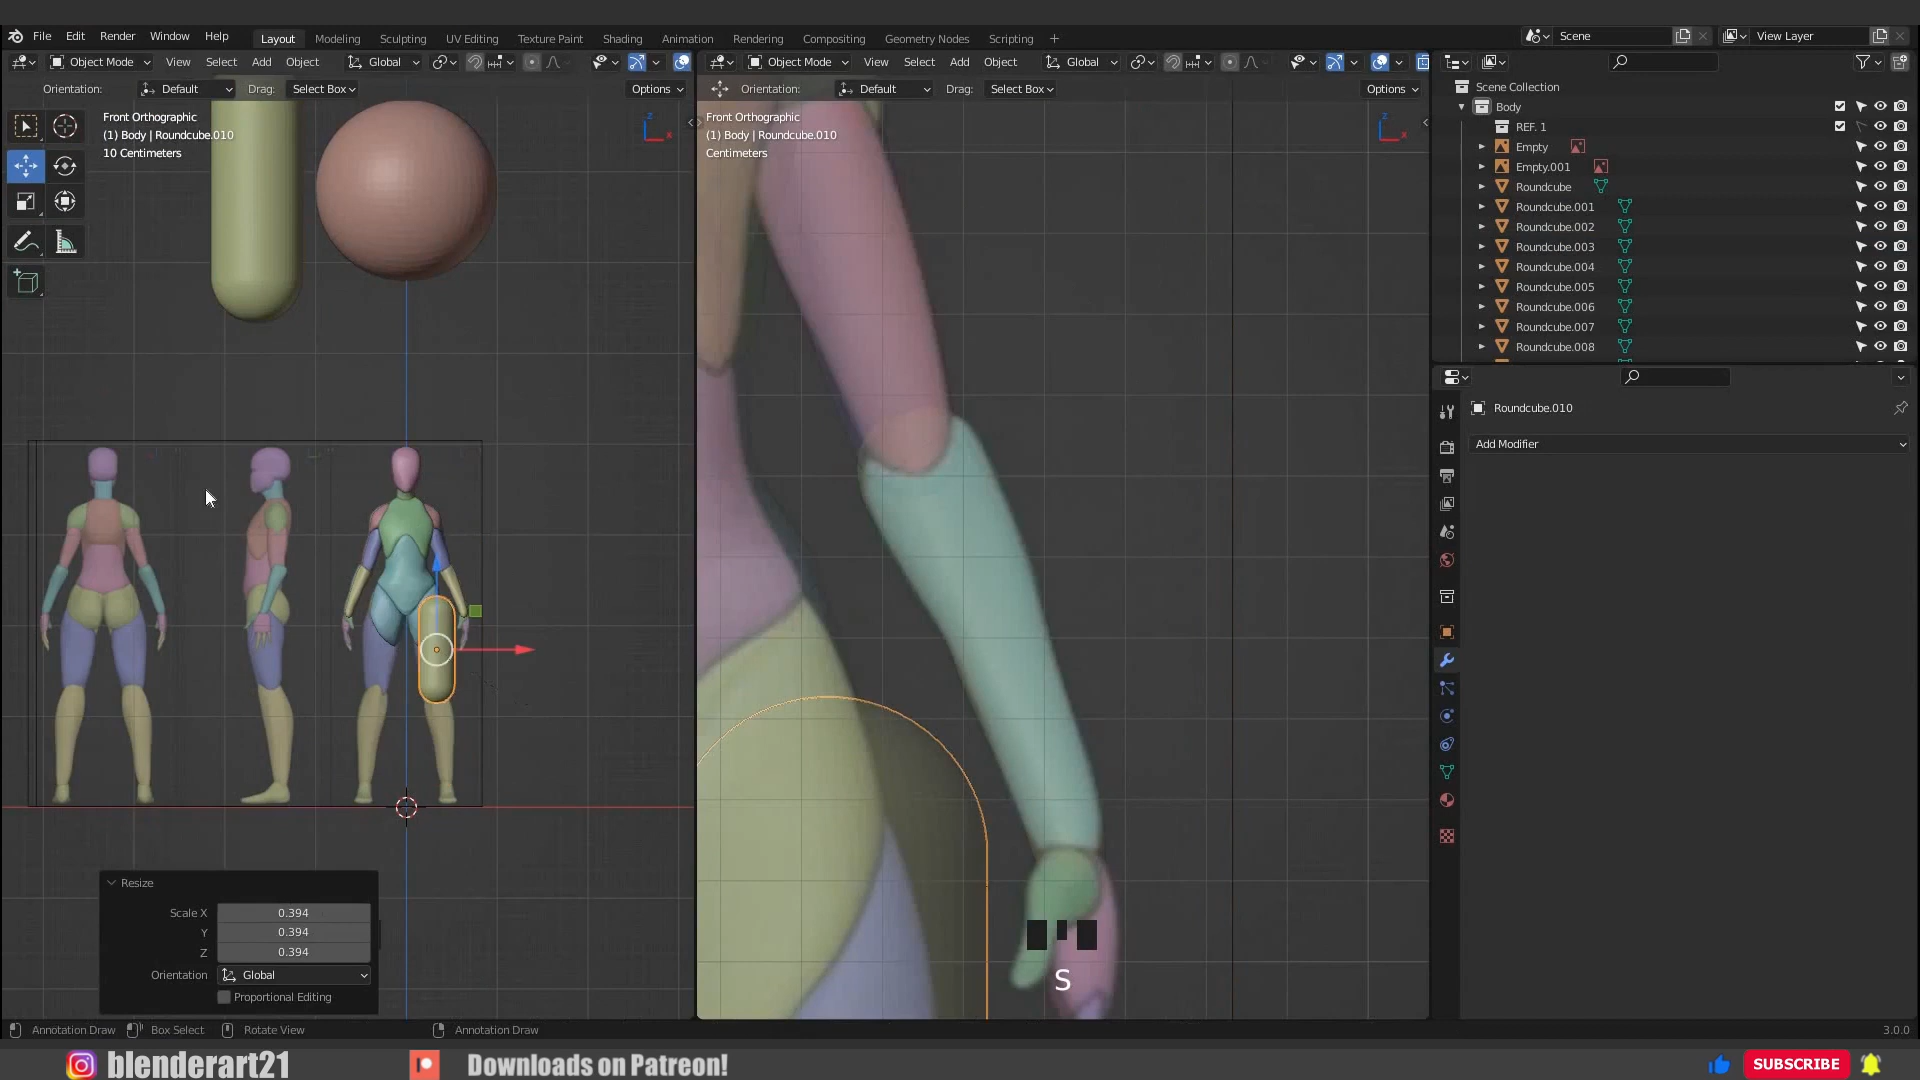 File Edit Render Window Help Layout Modeling Sculpting UV Editing Texture Paint Shading Animation Rendering Compositing Geometry Nodes Scripting + Scene View Layer
Object Mode View Select Add Object Global Object Mode View Select Add Object Global
Orientation: Default Drag: Select Box Options Orientation: Default Drag: Select Box Options
Scene Collection
Body
REF. 1
Empty
Empty.001
Roundcube
Roundcube.001
Roundcube.002
Roundcube.003
Roundcube.004
Roundcube.005
Roundcube.006
Roundcube.007
Roundcube.008
Front Orthographic
(1) Body | Roundcube.010
10 Centimeters
Z
X
Front Orthographic
(1) Body | Roundcube.010
Centimeters
Z
X
Roundcube.010
Add Modifier
Resize
Scale X 0.394
Y 0.394
Z 0.394
Orientation Global
Proportional Editing
S
Annotation Draw Box Select Rotate View Annotation Draw 3.0.0
blenderart21 Downloads on Patreon! SUBSCRIBE